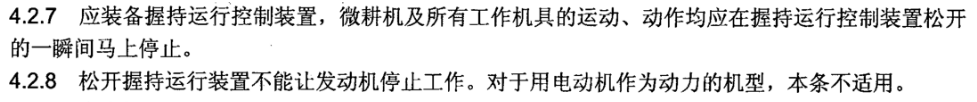 4.2.7 应装备握持运行控制装置，微耕机及所有工作机具的运动、动作均应在握持运行控制装置松开
的一瞬间马上停止。
4.2.8 松开握持运行装置不能让发动机停止工作。对于用电动机作为动力的机型，本条不适用。